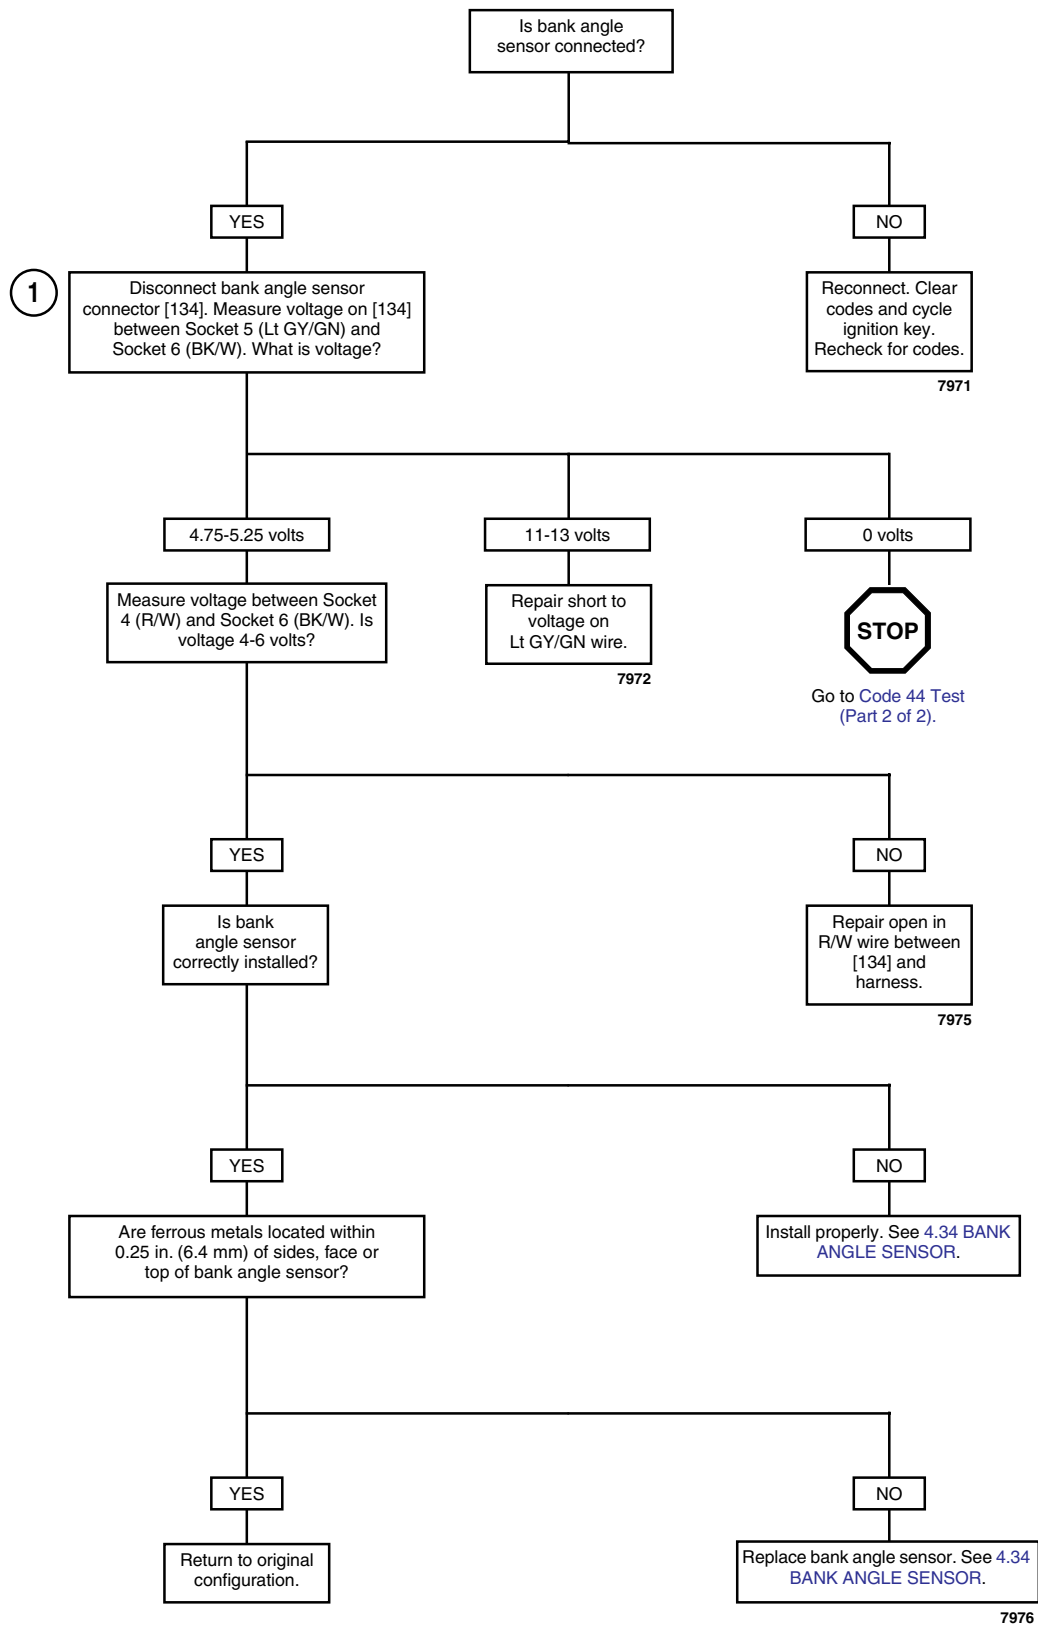 Is bank angle
sensor connected?
YES
NO
1
Disconnect bank angle sensor
connector [134]. Measure voltage on [134]
between Socket 5 (Lt GY/GN) and
Socket 6 (BK/W). What is voltage?
Reconnect. Clear
codes and cycle
ignition key.
Recheck for codes.
7971
4.75-5.25 volts
11-13 volts
0 volts
Measure voltage between Socket
4 (R/W) and Socket 6 (BK/W). Is
voltage 4-6 volts?
Repair short to
voltage on
Lt GY/GN wire.
7972
STOP
Go to Code 44 Test
(Part 2 of 2).
YES
NO
Is bank
angle sensor
correctly installed?
Repair open in
R/W wire between
[134] and
harness.
7975
YES
NO
Are ferrous metals located within
0.25 in. (6.4 mm) of sides, face or
top of bank angle sensor?
Install properly. See 4.34 BANK
ANGLE SENSOR.
YES
NO
Return to original
configuration.
Replace bank angle sensor. See 4.34
BANK ANGLE SENSOR.
7976